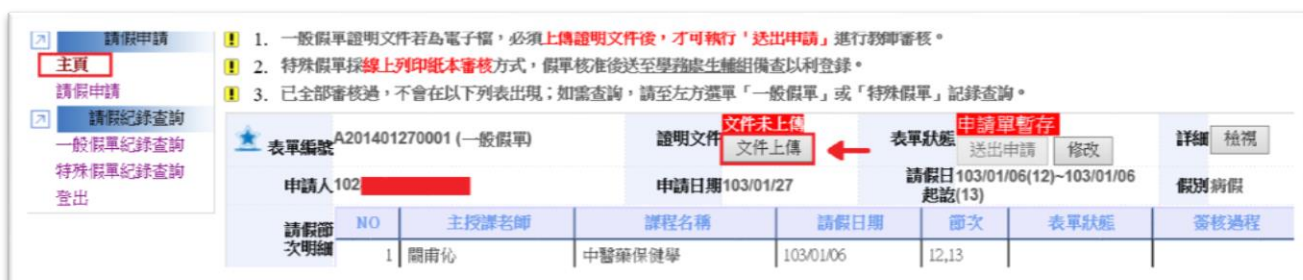 請假申請
主頁
請假申請
請假紀錄查詢
一般假單紀錄查詢
特殊假單紀錄查詢
登出
1. 一般假單證明文件若為電子檔，必須上傳證明文件後，才可執行「送出申請」進行教師審核。
2. 特殊假單採線上列印紙本審核方式，假單核准後送至學務處生輔組備查以利登錄。
3. 已全部審核過，不會在以下列表出現；如需查詢，請至左方選單「一般假單」或「特殊假單」記錄查詢。
表單編號 A201401270001 (一般假單) 證明文件 文件未上傳 文件上傳 表單狀態 申請單暫存 送出申請 修改 詳細 檢視
申請人 102 申請日期 103/01/27 請假日起訖 103/01/06(12)~103/01/06(13) 假別 病假
請假節次明細
NO 主授課老師 課程名稱 請假日期 節次 表單狀態 簽核過程
1 關甫伈 中醫藥保健學 103/01/06 12,13